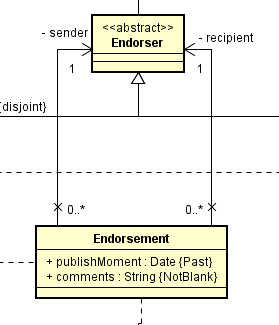 <<abstract>>
Endorser
- sender
- recipient
1
1
{disjoint}
0..*
0..*
Endorsement
+ publishMoment : Date {Past}
+ comments : String {NotBlank}